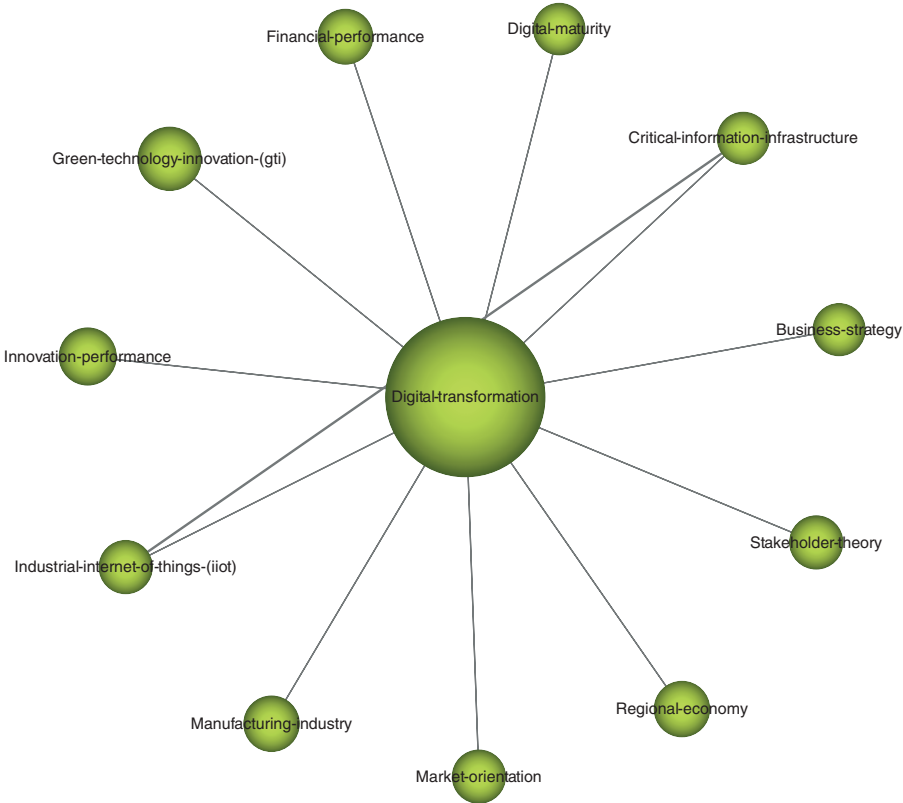 Digital-maturity
Financial-performance
Critical-information-infrastructure
Green-technology-innovation-(gti)
Business-strategy
Innovation-performance
Digital-transformation
Stakeholder-theory
Industrial-internet-of-things-(iiot)
Regional-economy
Manufacturing-industry
Market-orientation